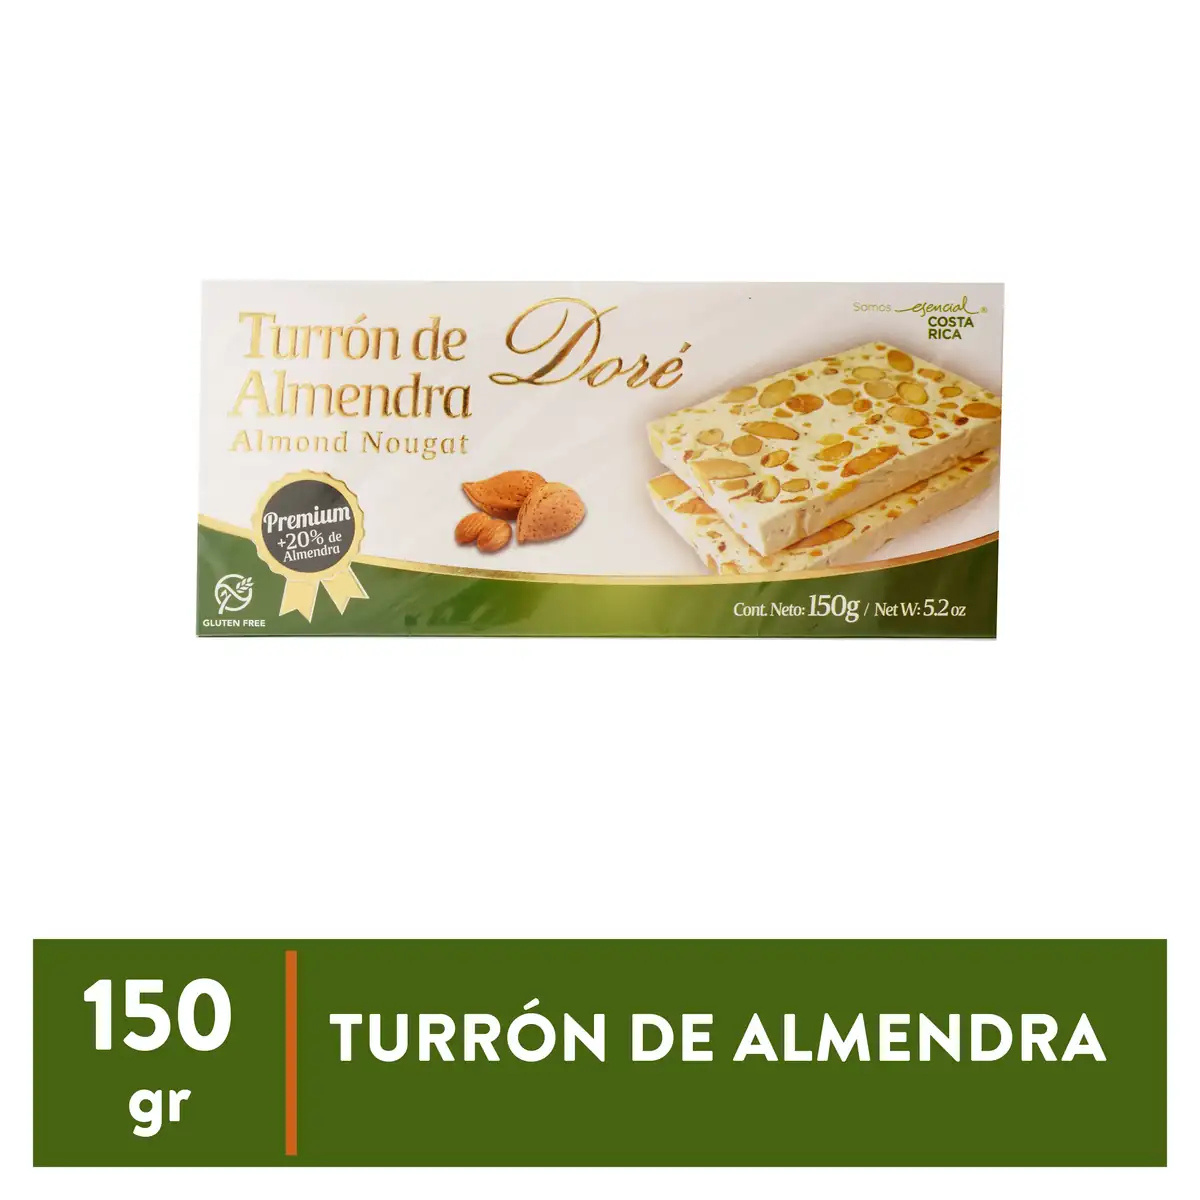 Turrón de
Almendra
Almond Nougat
Doré
Somos esencial
COSTA
RICA
Premium
+20% de
Almendra
GLUTEN FREE
Cont. Neto: 150g / Net W: 5.2 oz
150
gr
TURRÓN DE ALMENDRA